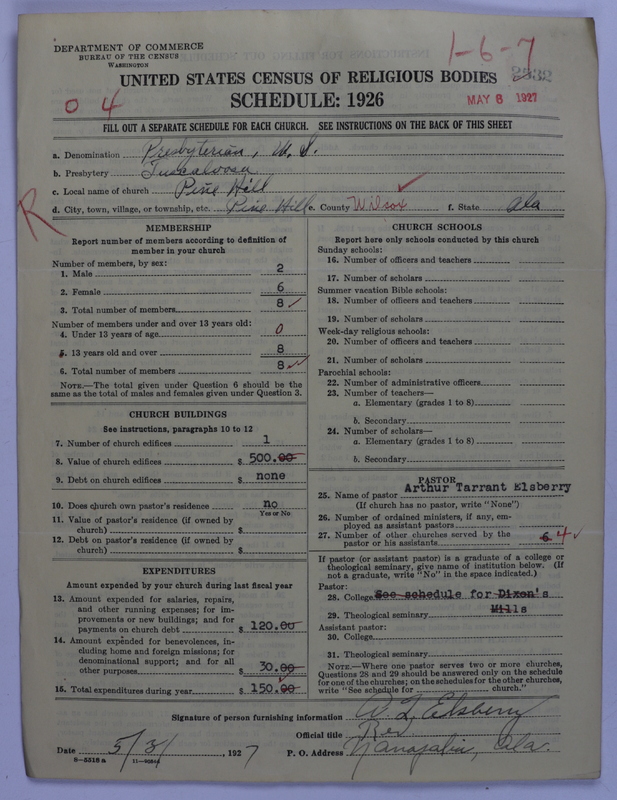 DEPARTMENT OF COMMERCE
BUREAU OF THE CENSUS
WASHINGTON
1-6-7
UNITED STATES CENSUS OF RELIGIOUS BODIES
SCHEDULE: 1926
0 4
MAY 8 1927
FILL OUT A SEPARATE SCHEDULE FOR EACH CHURCH. SEE INSTRUCTIONS ON THE BACK OF THIS SHEET
a. Denomination Presbyterian, U.S.
b. Presbytery Tuscaloosa
c. Local name of church Pine Hill
d. City, town, village, or township, etc. Pine Hill e. County Wilcox f. State Ala
R
MEMBERSHIP
Report number of members according to definition of member in your church
Number of members, by sex:
1. Male 2
2. Female 6
3. Total number of members 8
Number of members under and over 13 years old:
4. Under 13 years of age 0
5. 13 years old and over 8
6. Total number of members 8
NOTE.—The total given under Question 6 should be the same as the total of males and females given under Question 3.
CHURCH BUILDINGS
See instructions, paragraphs 10 to 12
7. Number of church edifices 1
8. Value of church edifices $ 500.00
9. Debt on church edifices $ none
10. Does church own pastor's residence no
Yes or No
11. Value of pastor's residence (if owned by church) $
12. Debt on pastor's residence (if owned by church) $
EXPENDITURES
Amount expended by your church during last fiscal year
13. Amount expended for salaries, repairs, and other running expenses; for improvements or new buildings; and for payments on church debt $ 120.00
14. Amount expended for benevolences, including home and foreign missions; for denominational support; and for all other purposes $ 30.00
15. Total expenditures during year $ 150.00
CHURCH SCHOOLS
Report here only schools conducted by this church
Sunday schools:
16. Number of officers and teachers
17. Number of scholars
Summer vacation Bible schools:
18. Number of officers and teachers
19. Number of scholars
Week-day religious schools:
20. Number of officers and teachers
21. Number of scholars
Parochial schools:
22. Number of administrative officers
23. Number of teachers—
a. Elementary (grades 1 to 8)
b. Secondary
24. Number of scholars—
a. Elementary (grades 1 to 8)
b. Secondary
PASTOR
25. Name of pastor Arthur Tarrant Elsberry
(If church has no pastor, write "None")
26. Number of ordained ministers, if any, employed as assistant pastors
27. Number of other churches served by the pastor or his assistants 6 4
If pastor (or assistant pastor) is a graduate of a college or theological seminary, give name of institution below. (If not a graduate, write "No" in the space indicated.)
Pastor:
28. College See schedule for Dixon's
29. Theological seminary Mills
Assistant pastor:
30. College
31. Theological seminary
NOTE.—Where one pastor serves two or more churches, Questions 28 and 29 should be answered only on the schedule for one of the churches; on the schedules for the other churches, write "See schedule for church."
Signature of person furnishing information A T Elsberry
Official title Rev
Date 5/3/, 1927 P. O. Address Nanafalia, Ala.
8—5518 a